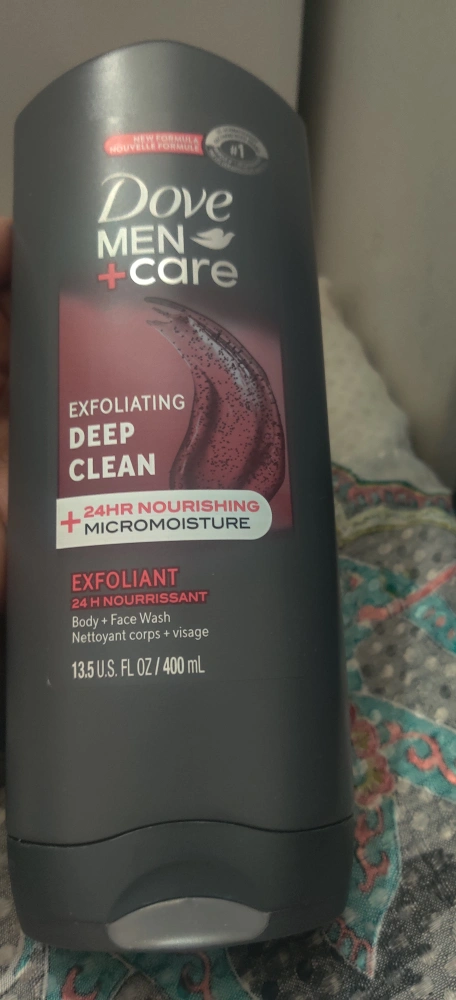 NEW FORMULA
NOUVELLE FORMULE
#1
Dove
MEN
+care
EXFOLIATING
DEEP
CLEAN
+24HR NOURISHING
MICROMOISTURE
EXFOLIANT
24 H NOURRISSANT
Body + Face Wash
Nettoyant corps + visage
13.5 U.S. FL OZ / 400 mL